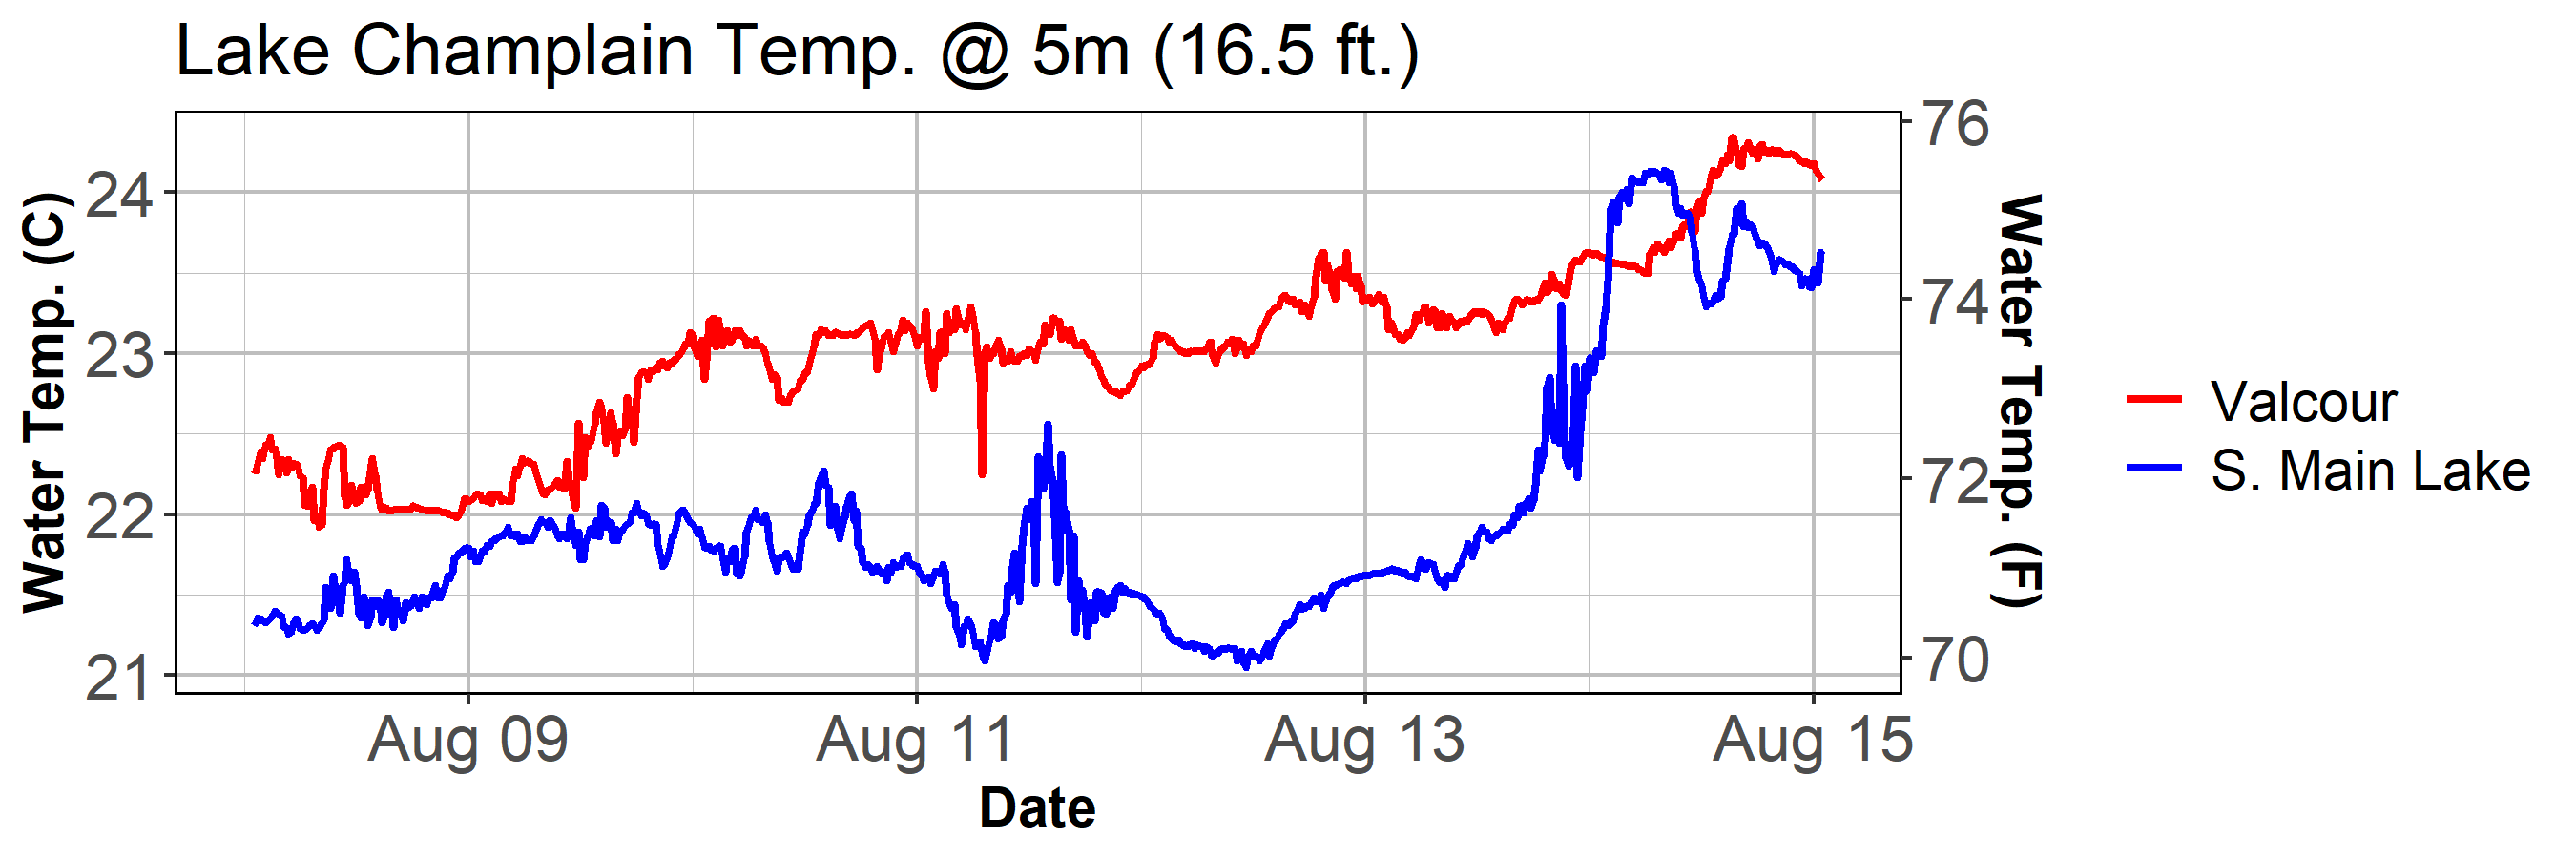 Lake Champlain Temp. @ 5m (16.5 ft.)
Water Temp. (C)
24
23
22
21
76
74
72
70
Water Temp. (F)
Aug 09
Aug 11
Aug 13
Aug 15
Date
Valcour
S. Main Lake